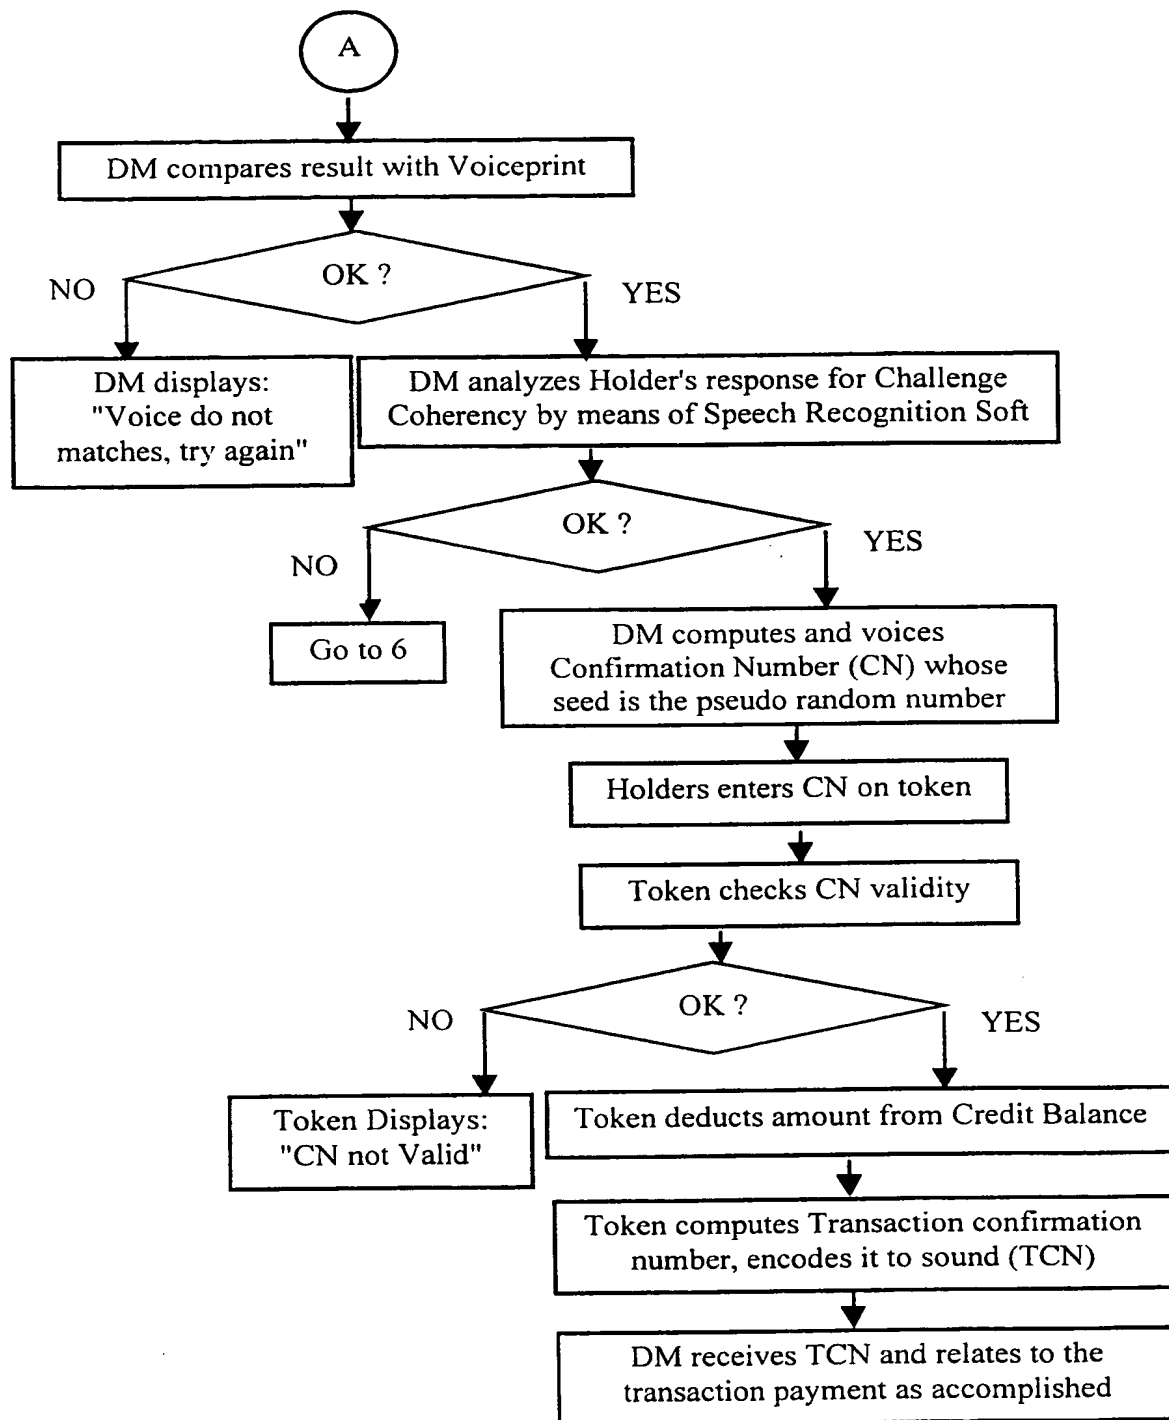 A
DM compares result with Voiceprint
OK ?
NO
YES
DM displays:
"Voice do not
matches, try again"
DM analyzes Holder's response for Challenge
Coherency by means of Speech Recognition Soft
OK ?
NO
YES
Go to 6
DM computes and voices
Confirmation Number (CN) whose
seed is the pseudo random number
Holders enters CN on token
Token checks CN validity
OK ?
NO
YES
Token Displays:
"CN not Valid"
Token deducts amount from Credit Balance
Token computes Transaction confirmation
number, encodes it to sound (TCN)
DM receives TCN and relates to the
transaction payment as accomplished